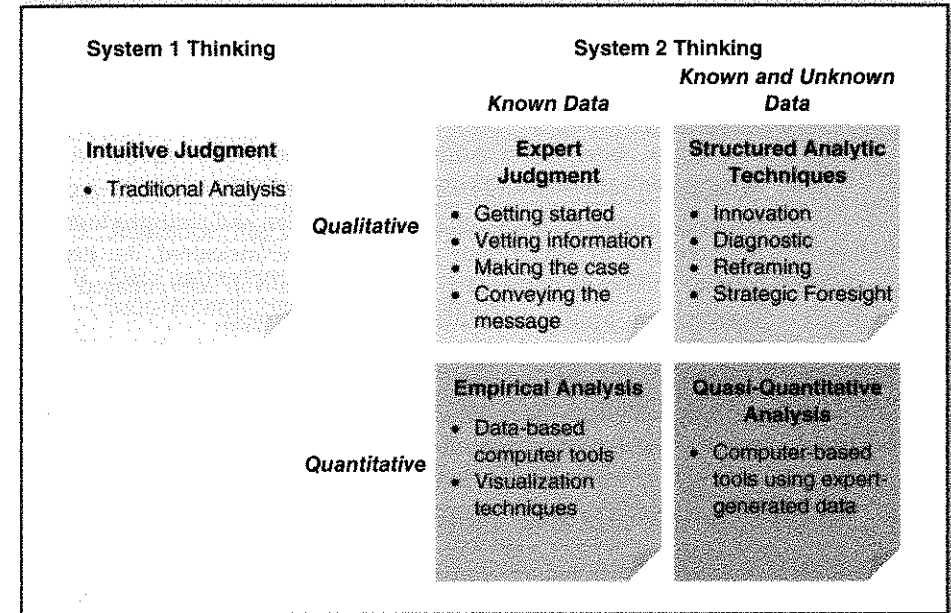 System 1 Thinking
System 2 Thinking
Known Data
Known and Unknown
Data
Intuitive Judgment
• Traditional Analysis
Qualitative
Expert
Judgment
• Getting started
• Vetting information
• Making the case
• Conveying the
message
Structured Analytic
Techniques
• Innovation
• Diagnostic
• Reframing
• Strategic Foresight
Quantitative
Empirical Analysis
• Data-based
computer tools
• Visualization
techniques
Quasi-Quantitative
Analysis
• Computer-based
tools using expert-
generated data